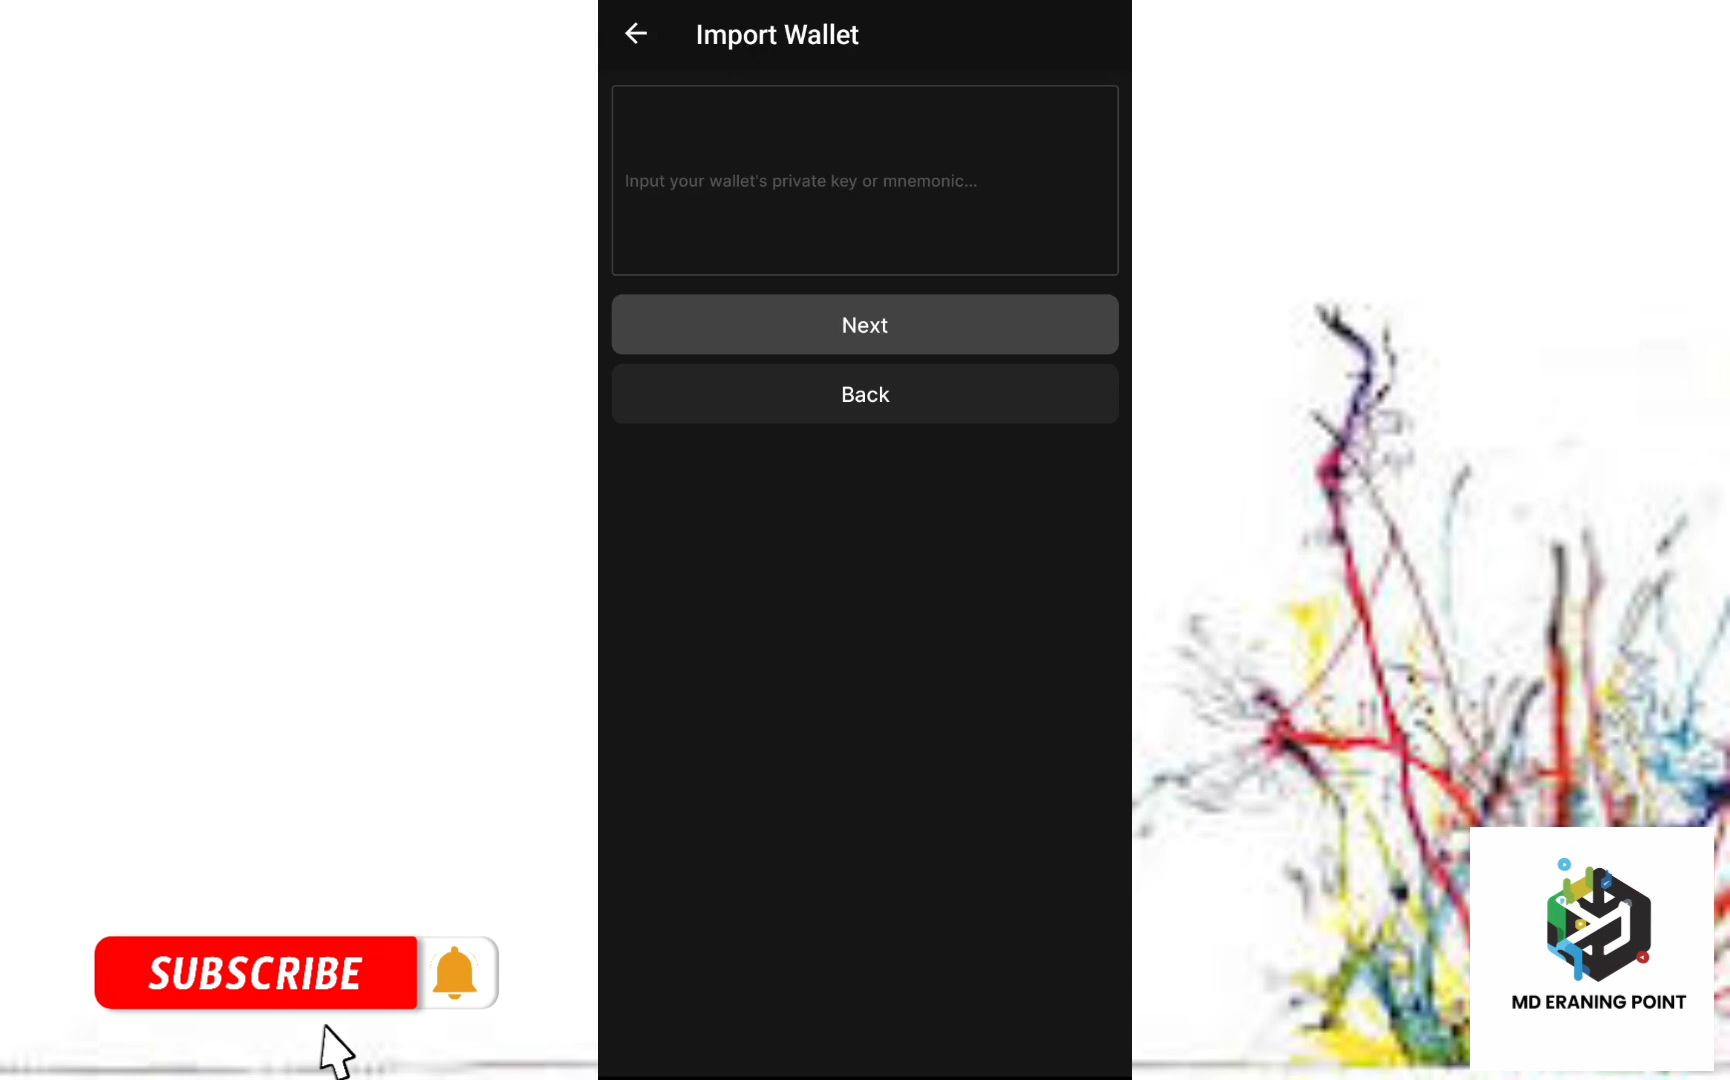 Import Wallet
Input your wallet's private key or mnemonic...
Next
Back
SUBSCRIBE
MD ERANING POINT